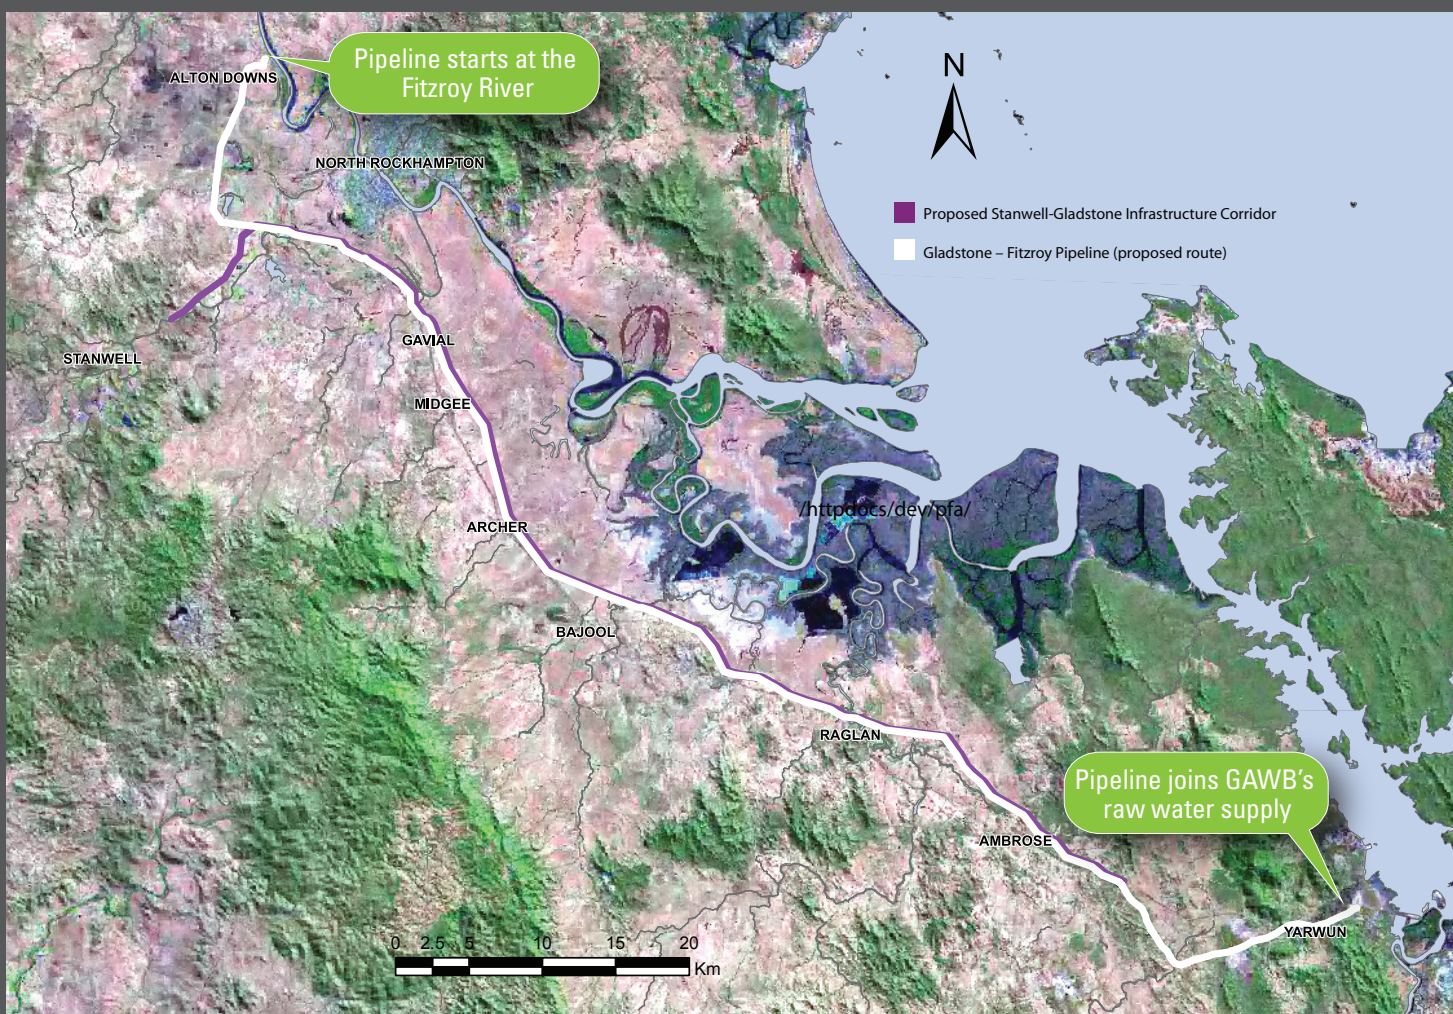 Pipeline starts at the
Fitzroy River
ALTON DOWNS
N
NORTH ROCKHAMPTON
Proposed Stanwell-Gladstone Infrastructure Corridor
Gladstone – Fitzroy Pipeline (proposed route)
STANWELL
GAVIAL
MIDGEE
/httpdocs/dev/pfa/
ARCHER
BAJOOL
RAGLAN
Pipeline joins GAWB's
raw water supply
AMBROSE
YARWUN
0 2.5 5 10 15 20
Km